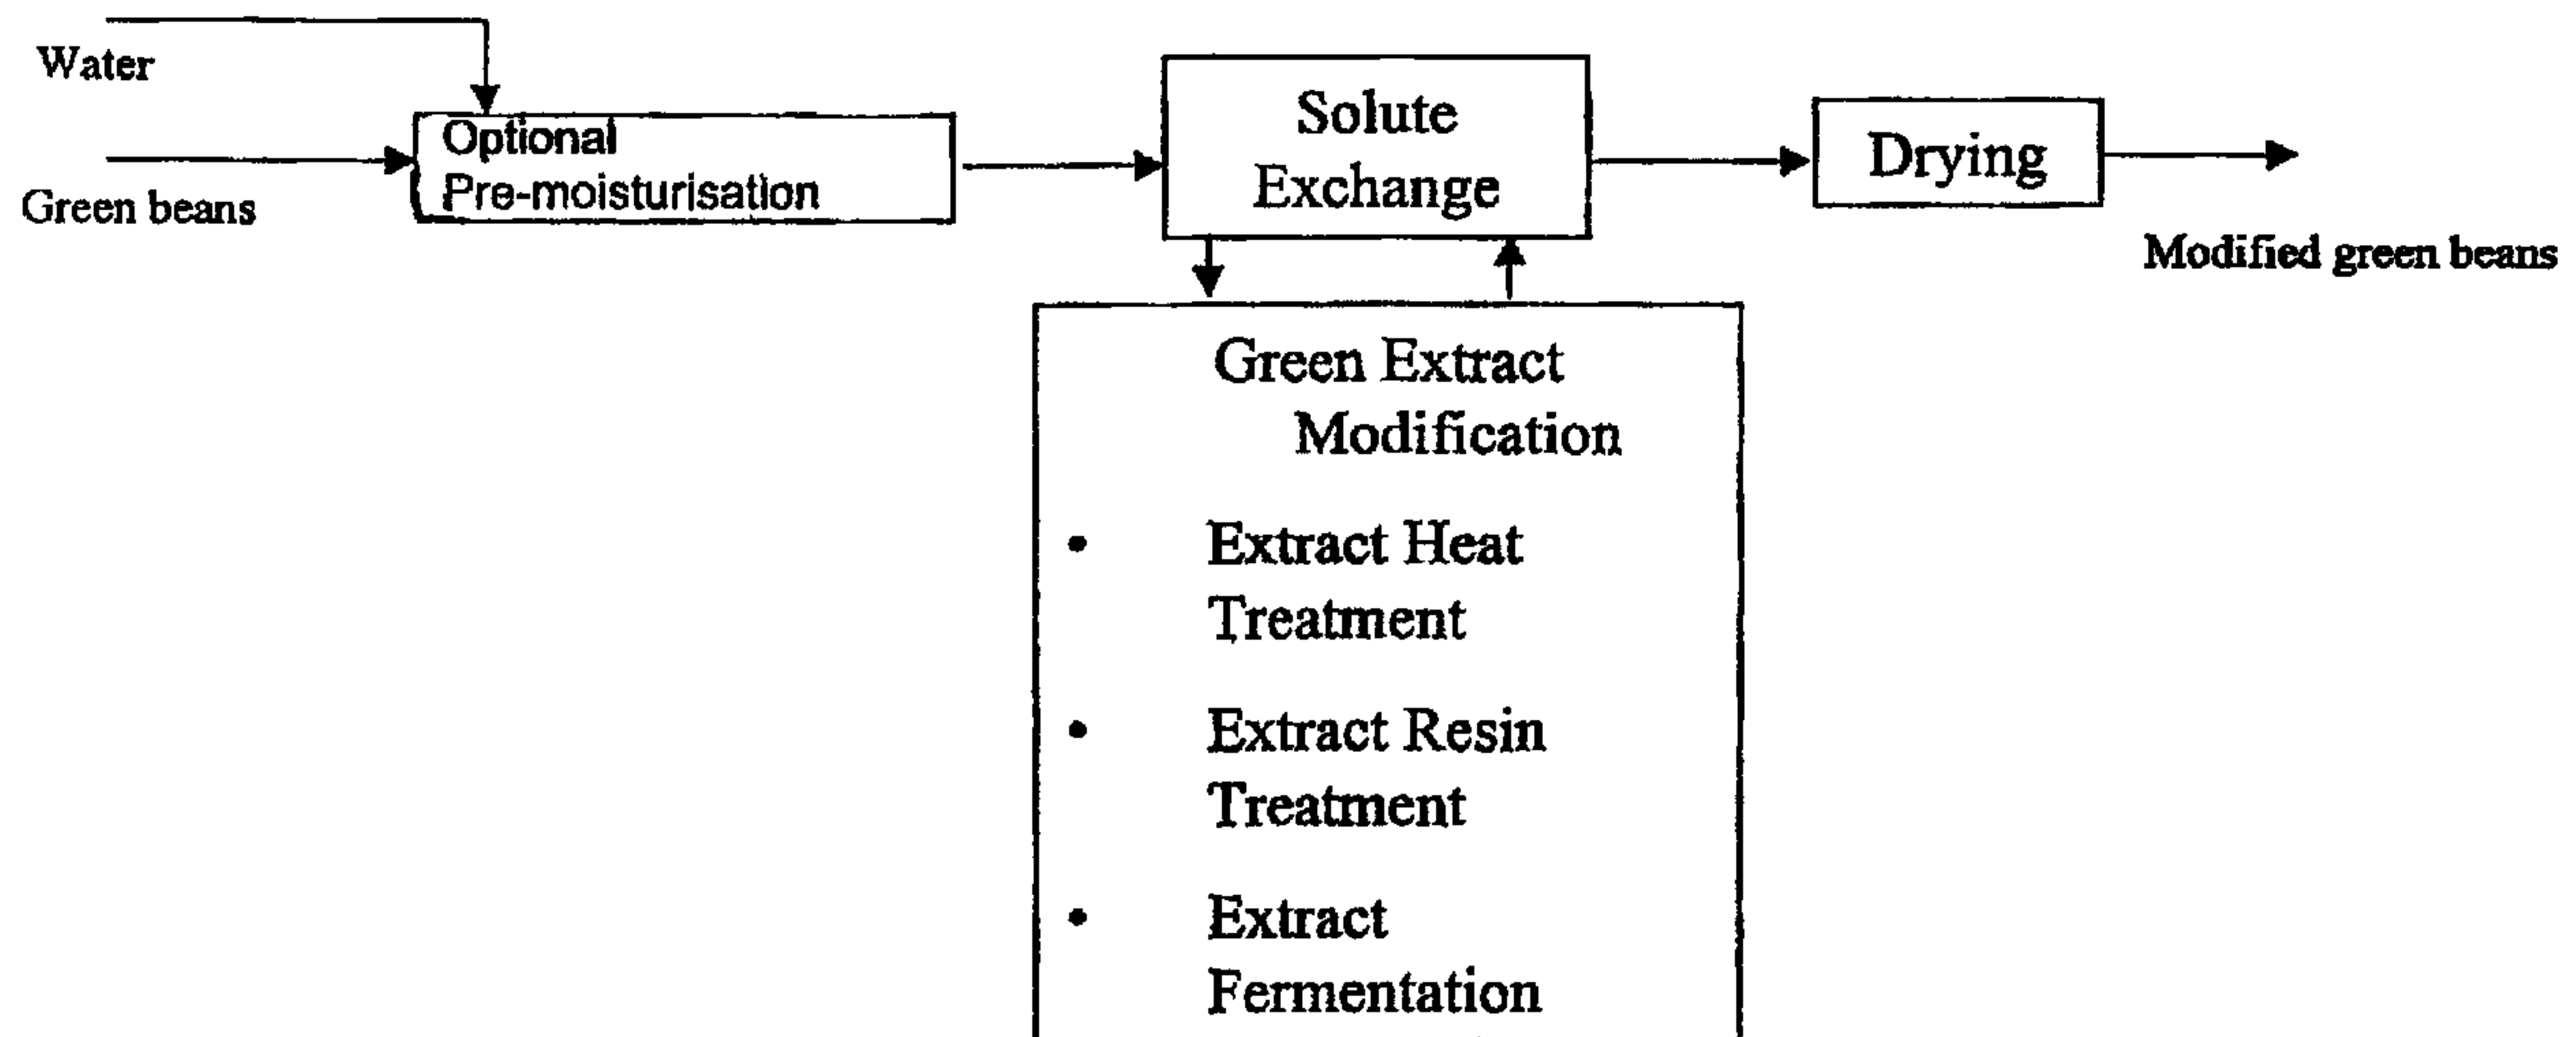 Water
Green beans
Optional
Pre-moisturisation
Solute
Exchange
Drying
Modified green beans
Green Extract
Modification
• Extract Heat
Treatment
• Extract Resin
Treatment
• Extract
Fermentation